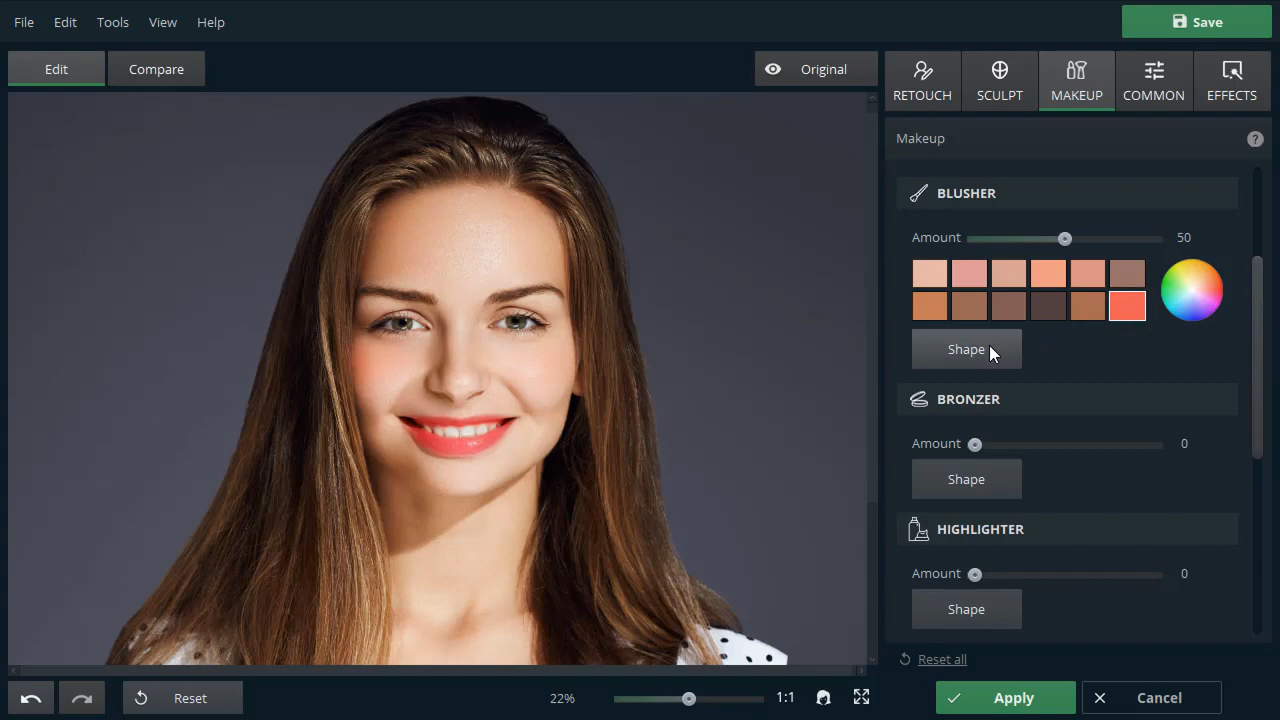 File Edit Tools View Help Save
Edit Compare Original
RETOUCH SCULPT MAKEUP COMMON EFFECTS
Makeup ?
BLUSHER
Amount 50
Shape
BRONZER
Amount 0
Shape
HIGHLIGHTER
Amount 0
Shape
Reset all
Reset 22% 1:1 Apply Cancel